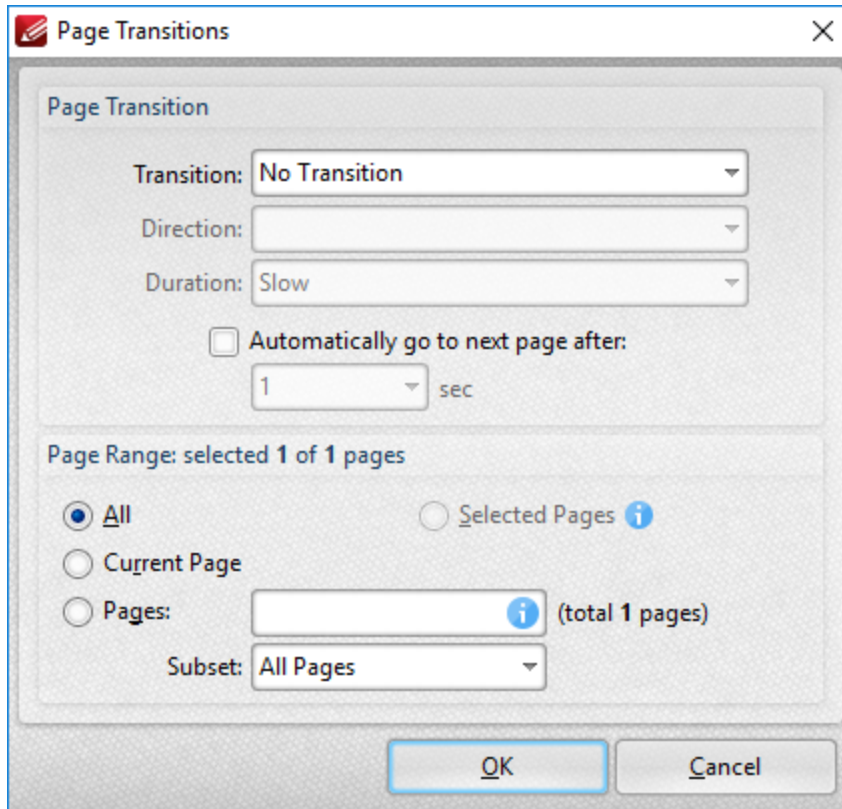 Page Transitions
Page Transition
Transition: No Transition
Direction:
Duration: Slow
Automatically go to next page after:
1 sec
Page Range: selected 1 of 1 pages
All Selected Pages i
Current Page
Pages: i (total 1 pages)
Subset: All Pages
OK Cancel